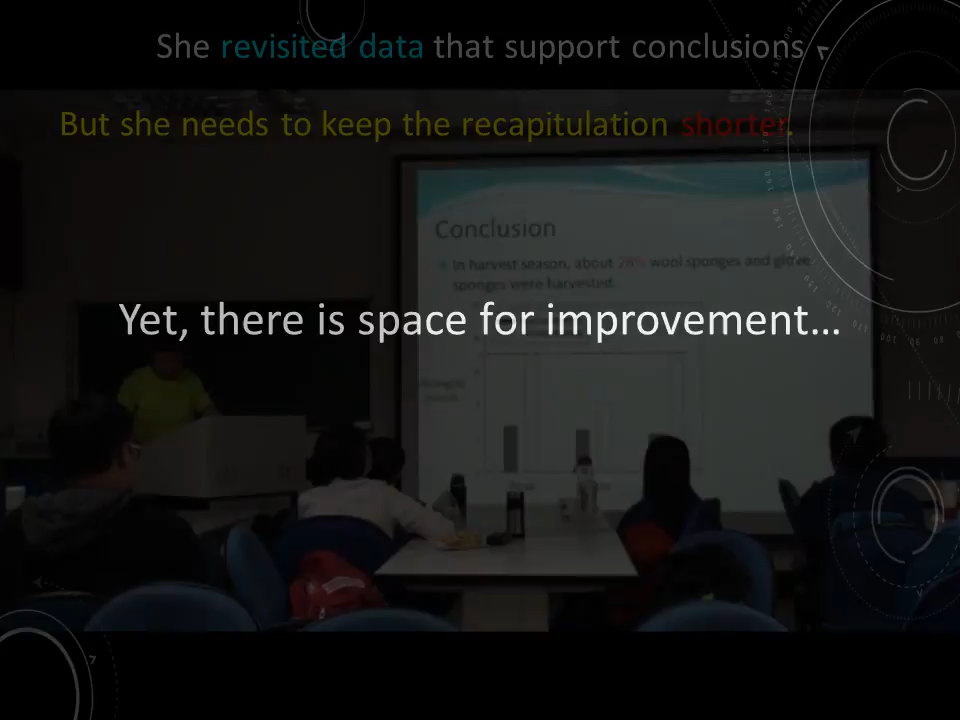 She revisited data that support conclusions
But she needs to keep the recapitulation shorter.
Conclusion
In harvest season, about 28% wool sponges and glove
sponges were harvested.
Yet, there is space for improvement…